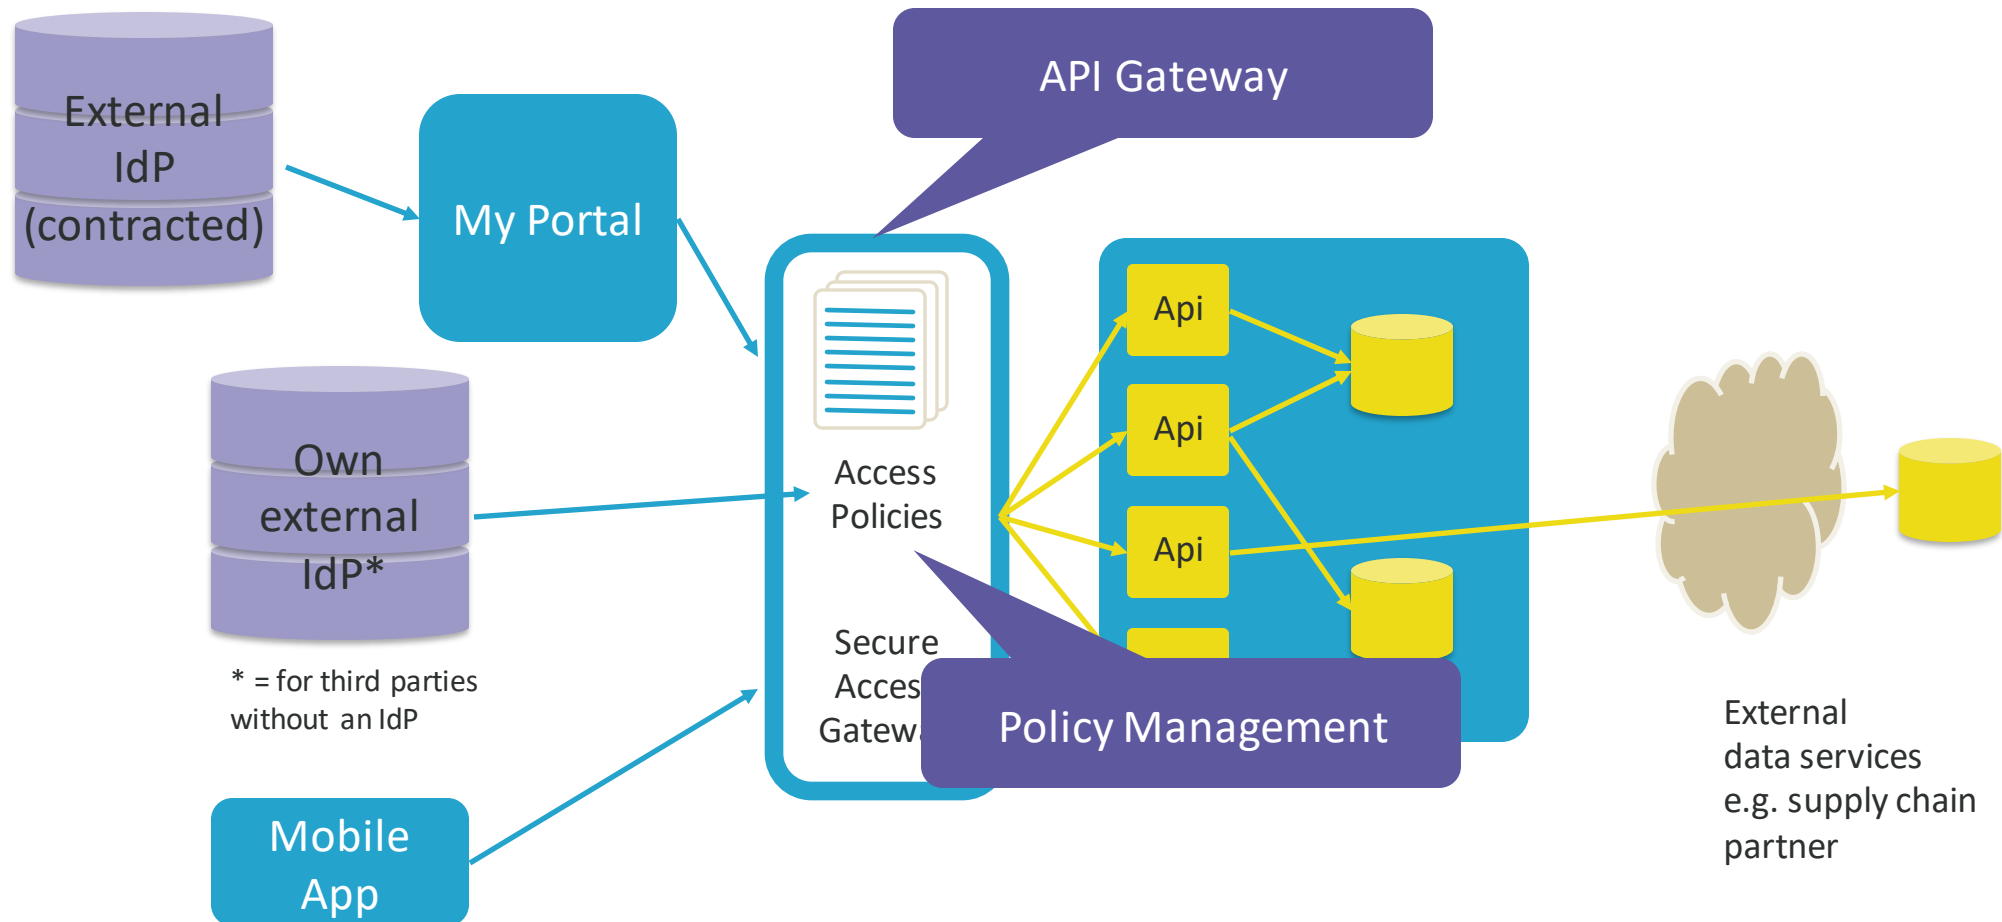 External
IdP
(contracted)
My Portal
API Gateway
Own
external
IdP*
* = for third parties
without an IdP
Mobile
App
Access
Policies
Secure
Gatew
Api
Api
Api
Policy Management
External
data services
e.g. supply chain
partner